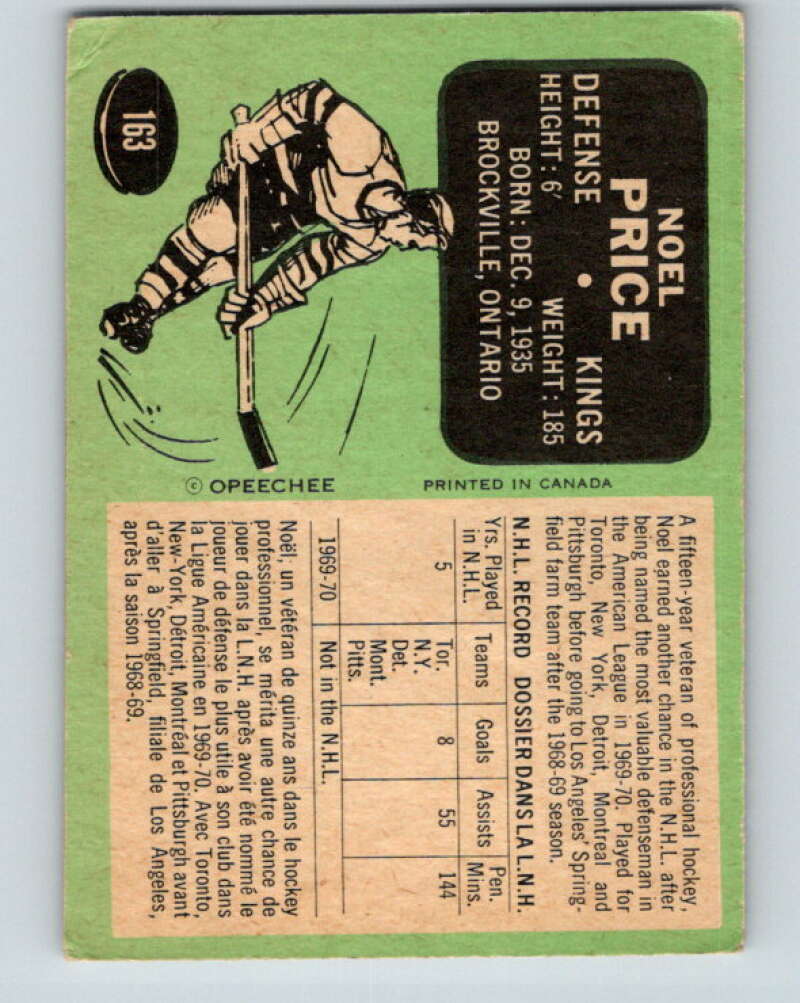 163
NOEL
PRICE
DEFENSE • KINGS
HEIGHT: 6' WEIGHT: 185
BORN: DEC. 9, 1935
BROCKVILLE, ONTARIO
© OPEECHEE
PRINTED IN CANADA
A fifteen-year veteran of professional hockey,
Noel earned another chance in the N.H.L. after
being named the most valuable defenseman in
the American League in 1969-70. Played for
Toronto, New York, Detroit, Montreal and
Pittsburgh before going to Los Angeles' Spring-
field farm team after the 1968-69 season.
N.H.L. RECORD DOSSIER DANS LA L.N.H.
Yrs. Played in N.H.L. Teams Goals Assists Pen. Mins.
5 Tor. 8 55 144
N.Y.
Det.
Mont.
Pitts.
1969-70 Not in the N.H.L.
Noël, un vétéran de quinze ans dans le hockey
professionnel, se mérita une autre chance de
jouer dans la L.N.H. après avoir été nommé le
joueur de défense le plus utile à son club dans
la Ligue Américaine en 1969-70. Avec Toronto,
New-York, Détroit, Montréal et Pittsburgh avant
d'aller à Springfield, filiale de Los Angeles,
après la saison 1968-69.